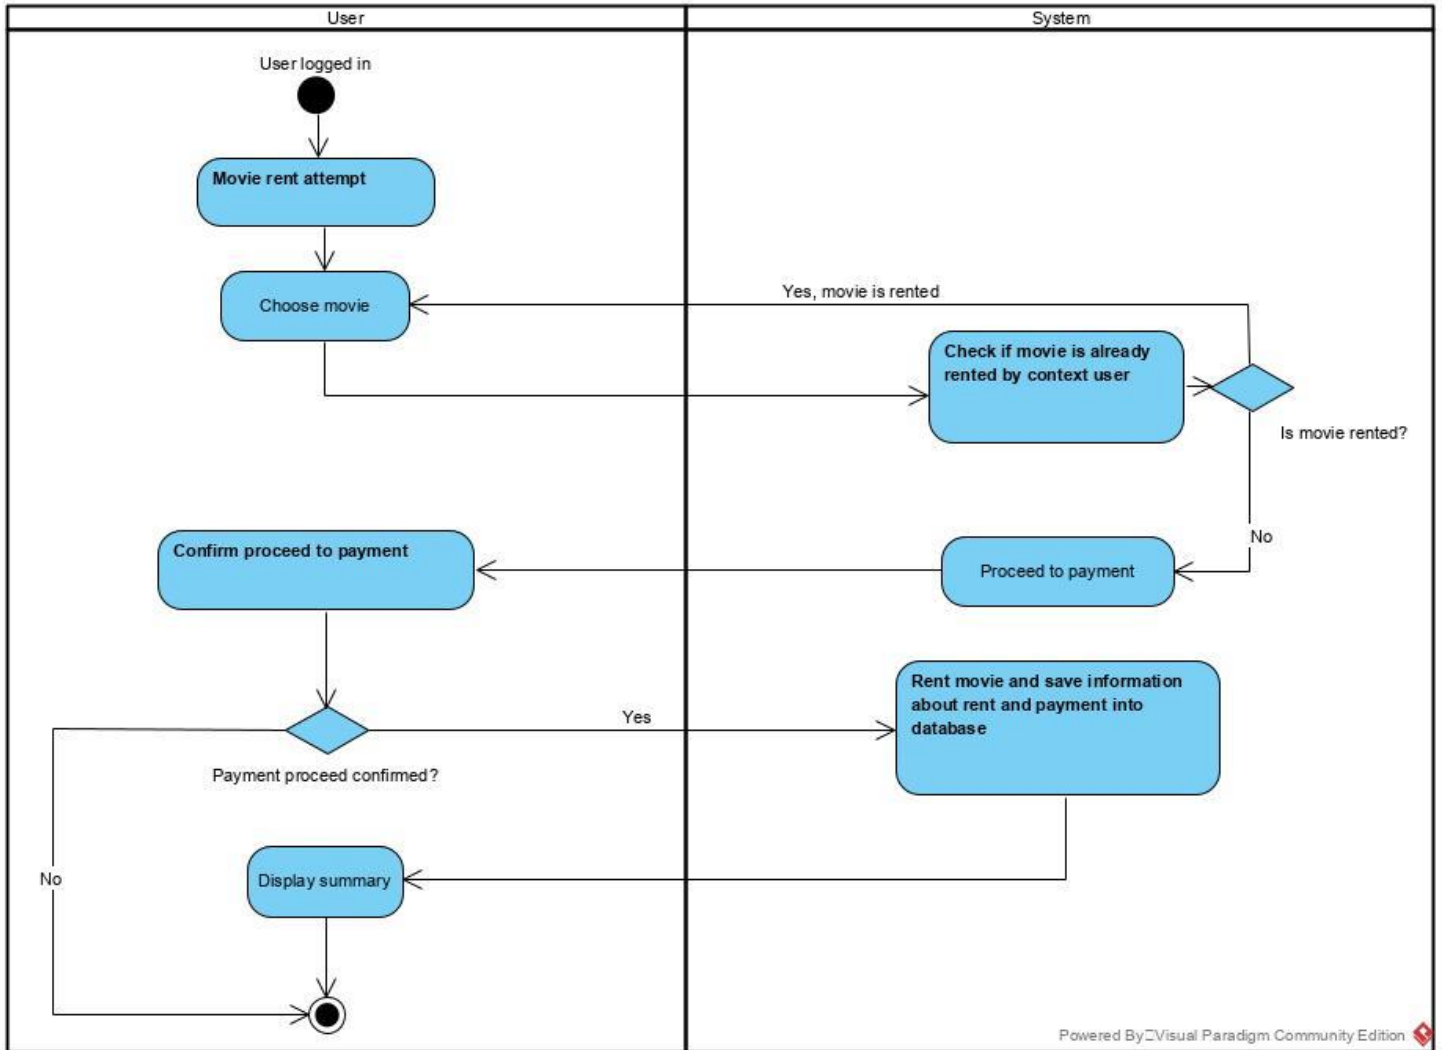 User
System
User logged in
Movie rent attempt
Choose movie
Yes, movie is rented
Check if movie is already
rented by context user
Is movie rented?
No
Confirm proceed to payment
Proceed to payment
Rent movie and save information
about rent and payment into
database
Yes
Payment proceed confirmed?
No
Display summary
Powered By Visual Paradigm Community Edition